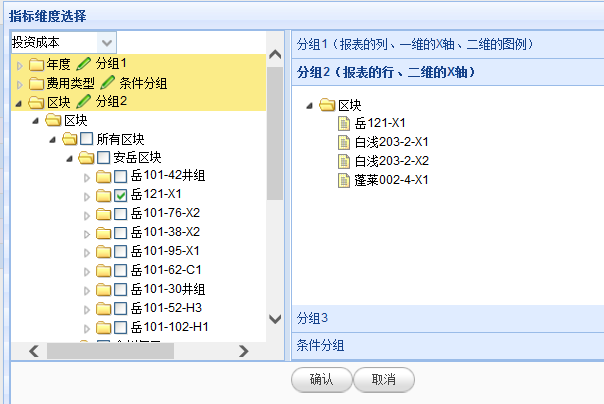 指标维度选择
投资成本
年度 分组1
费用类型 条件分组
区块 分组2
区块
所有区块
安岳区块
岳101-42井组
岳121-X1
岳101-76-X2
岳101-38-X2
岳101-95-X1
岳101-62-C1
岳101-30井组
岳101-52-H3
岳101-102-H1
分组1（报表的列、一维的X轴、二维的图例）
分组2（报表的行、二维的X轴）
区块
岳121-X1
白浅203-2-X1
白浅203-2-X2
蓬莱002-4-X1
分组3
条件分组
确认
取消